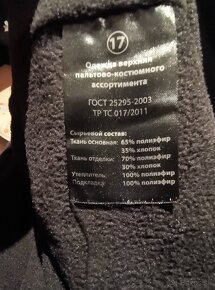 17
Одежда верхняя
пальтово-костюмного
ассортимента
ГОСТ 25295-2003
ТР ТС 017/2011
Сырьевой состав:
Ткань основная: 65% полиэфир
35% хлопок
Ткань отделки: 70% полиэфир
30% хлопок
Утеплитель: 100% полиэфир
Подкладка: 100% полиэфир